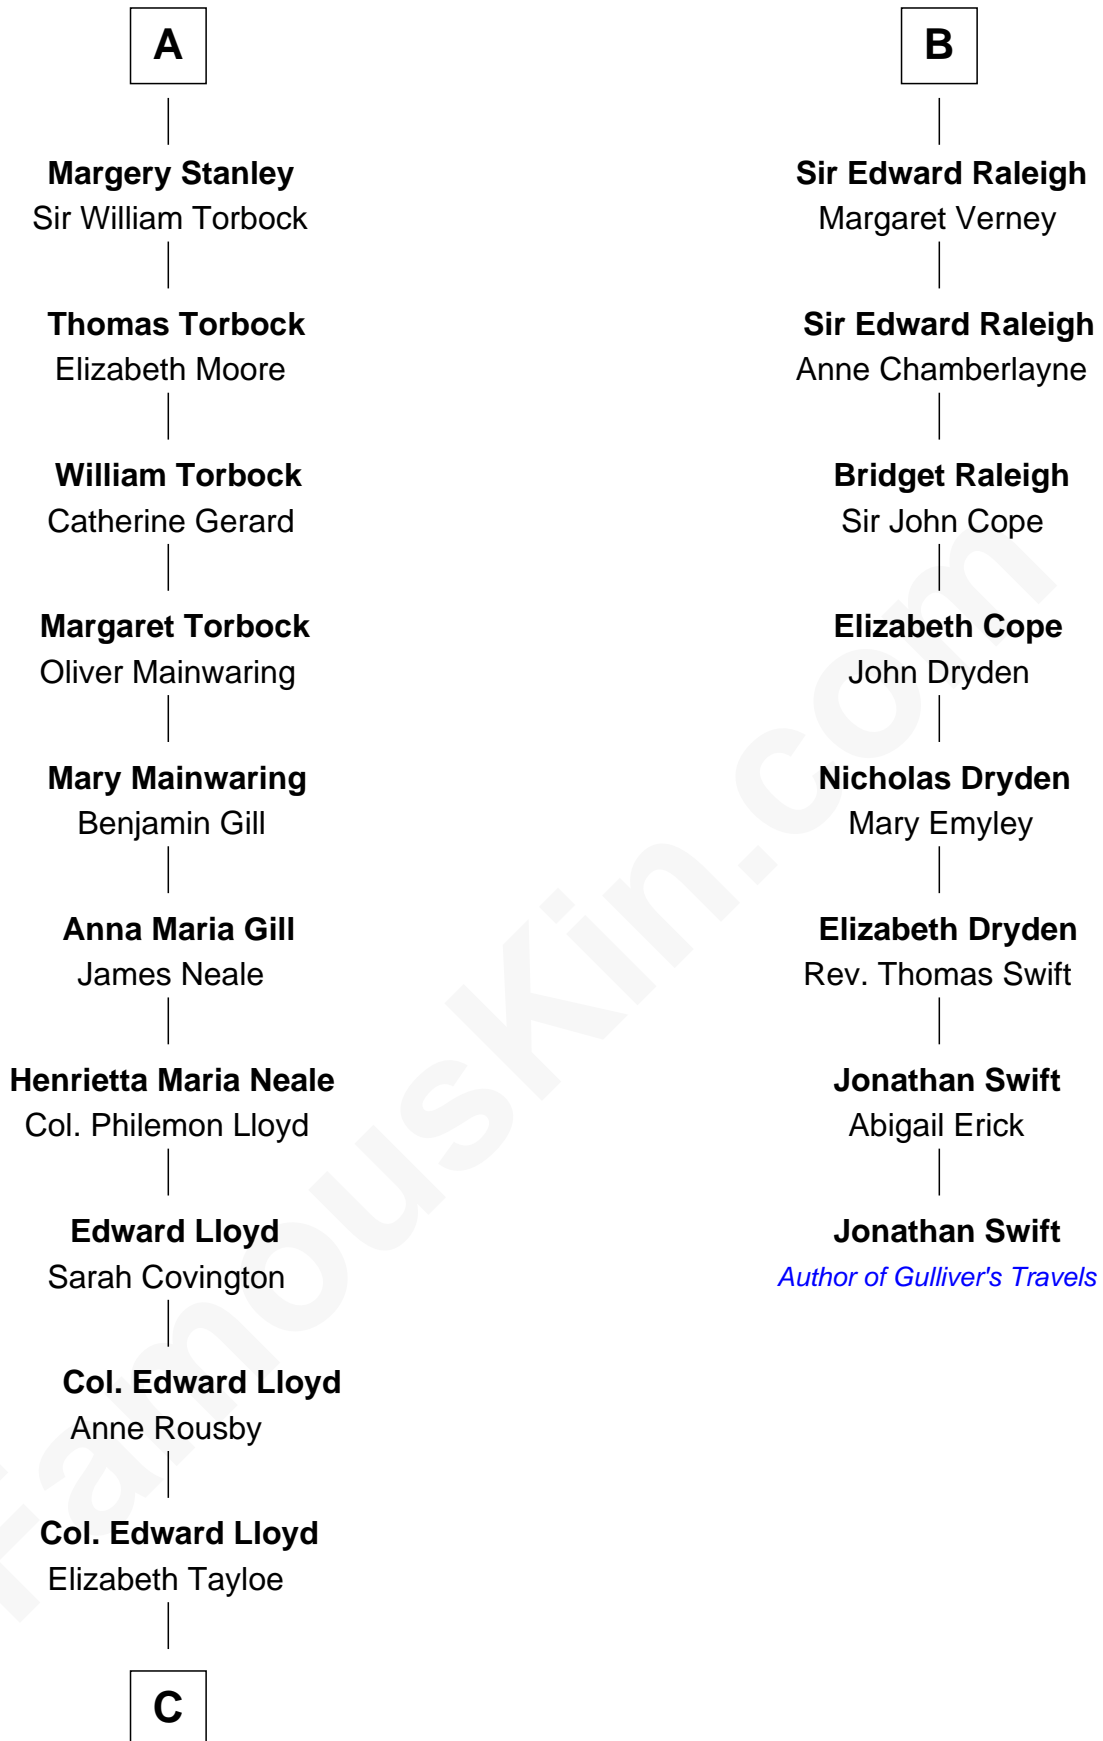 A
Margery Stanley
Sir William Torbock
Thomas Torbock
Elizabeth Moore
William Torbock
Catherine Gerard
Margaret Torbock
Oliver Mainwaring
Mary Mainwaring
Benjamin Gill
Anna Maria Gill
James Neale
Henrietta Maria Neale
Col. Philemon Lloyd
Edward Lloyd
Sarah Covington
Col. Edward Lloyd
Anne Rousby
Col. Edward Lloyd
Elizabeth Tayloe
C
B
Sir Edward Raleigh
Margaret Verney
Sir Edward Raleigh
Anne Chamberlayne
Bridget Raleigh
Sir John Cope
Elizabeth Cope
John Dryden
Nicholas Dryden
Mary Emyley
Elizabeth Dryden
Rev. Thomas Swift
Jonathan Swift
Abigail Erick
Jonathan Swift
Author of Gulliver's Travels
FamousKin.com